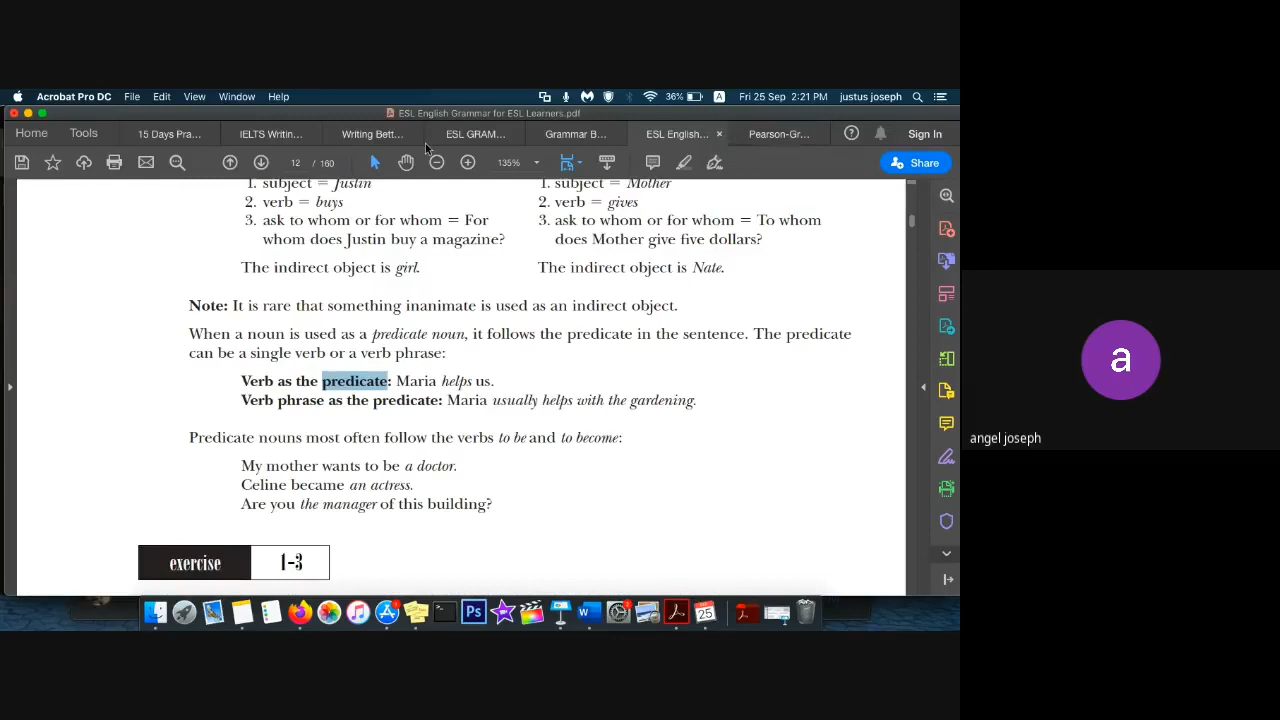 Acrobat Pro DC File Edit View Window Help 36% A Fri 25 Sep 2:21 PM justus joseph
ESL English Grammar for ESL Learners.pdf
Home Tools 15 Days Pra... IELTS Writin... Writing Bett... ESL GRAM... Grammar B... ESL English... × Pearson-Gr... Sign In
12 / 160 135% Share
1. subject = Justin
2. verb = buys
3. ask to whom or for whom = For
whom does Justin buy a magazine?
The indirect object is girl.
1. subject = Mother
2. verb = gives
3. ask to whom or for whom = To whom
does Mother give five dollars?
The indirect object is Nate.
Note: It is rare that something inanimate is used as an indirect object.
When a noun is used as a predicate noun, it follows the predicate in the sentence. The predicate
can be a single verb or a verb phrase:
Verb as the predicate: Maria helps us.
Verb phrase as the predicate: Maria usually helps with the gardening.
Predicate nouns most often follow the verbs to be and to become:
My mother wants to be a doctor.
Celine became an actress.
Are you the manager of this building?
exercise 1-3
Ps
W
25
a
angel joseph